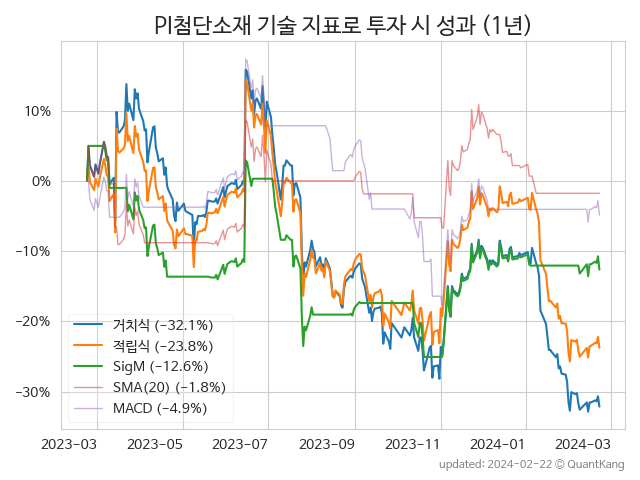 PI첨단소재 기술 지표로 투자 시 성과 (1년)
10%
0%
−10%
−20%
−30%
거치식 (−32.1%)
적립식 (−23.8%)
SigM (−12.6%)
SMA(20) (−1.8%)
MACD (−4.9%)
2023−03
2023−05
2023−07
2023−09
2023−11
2024−01
2024−03
updated: 2024−02−22 © QuantKang